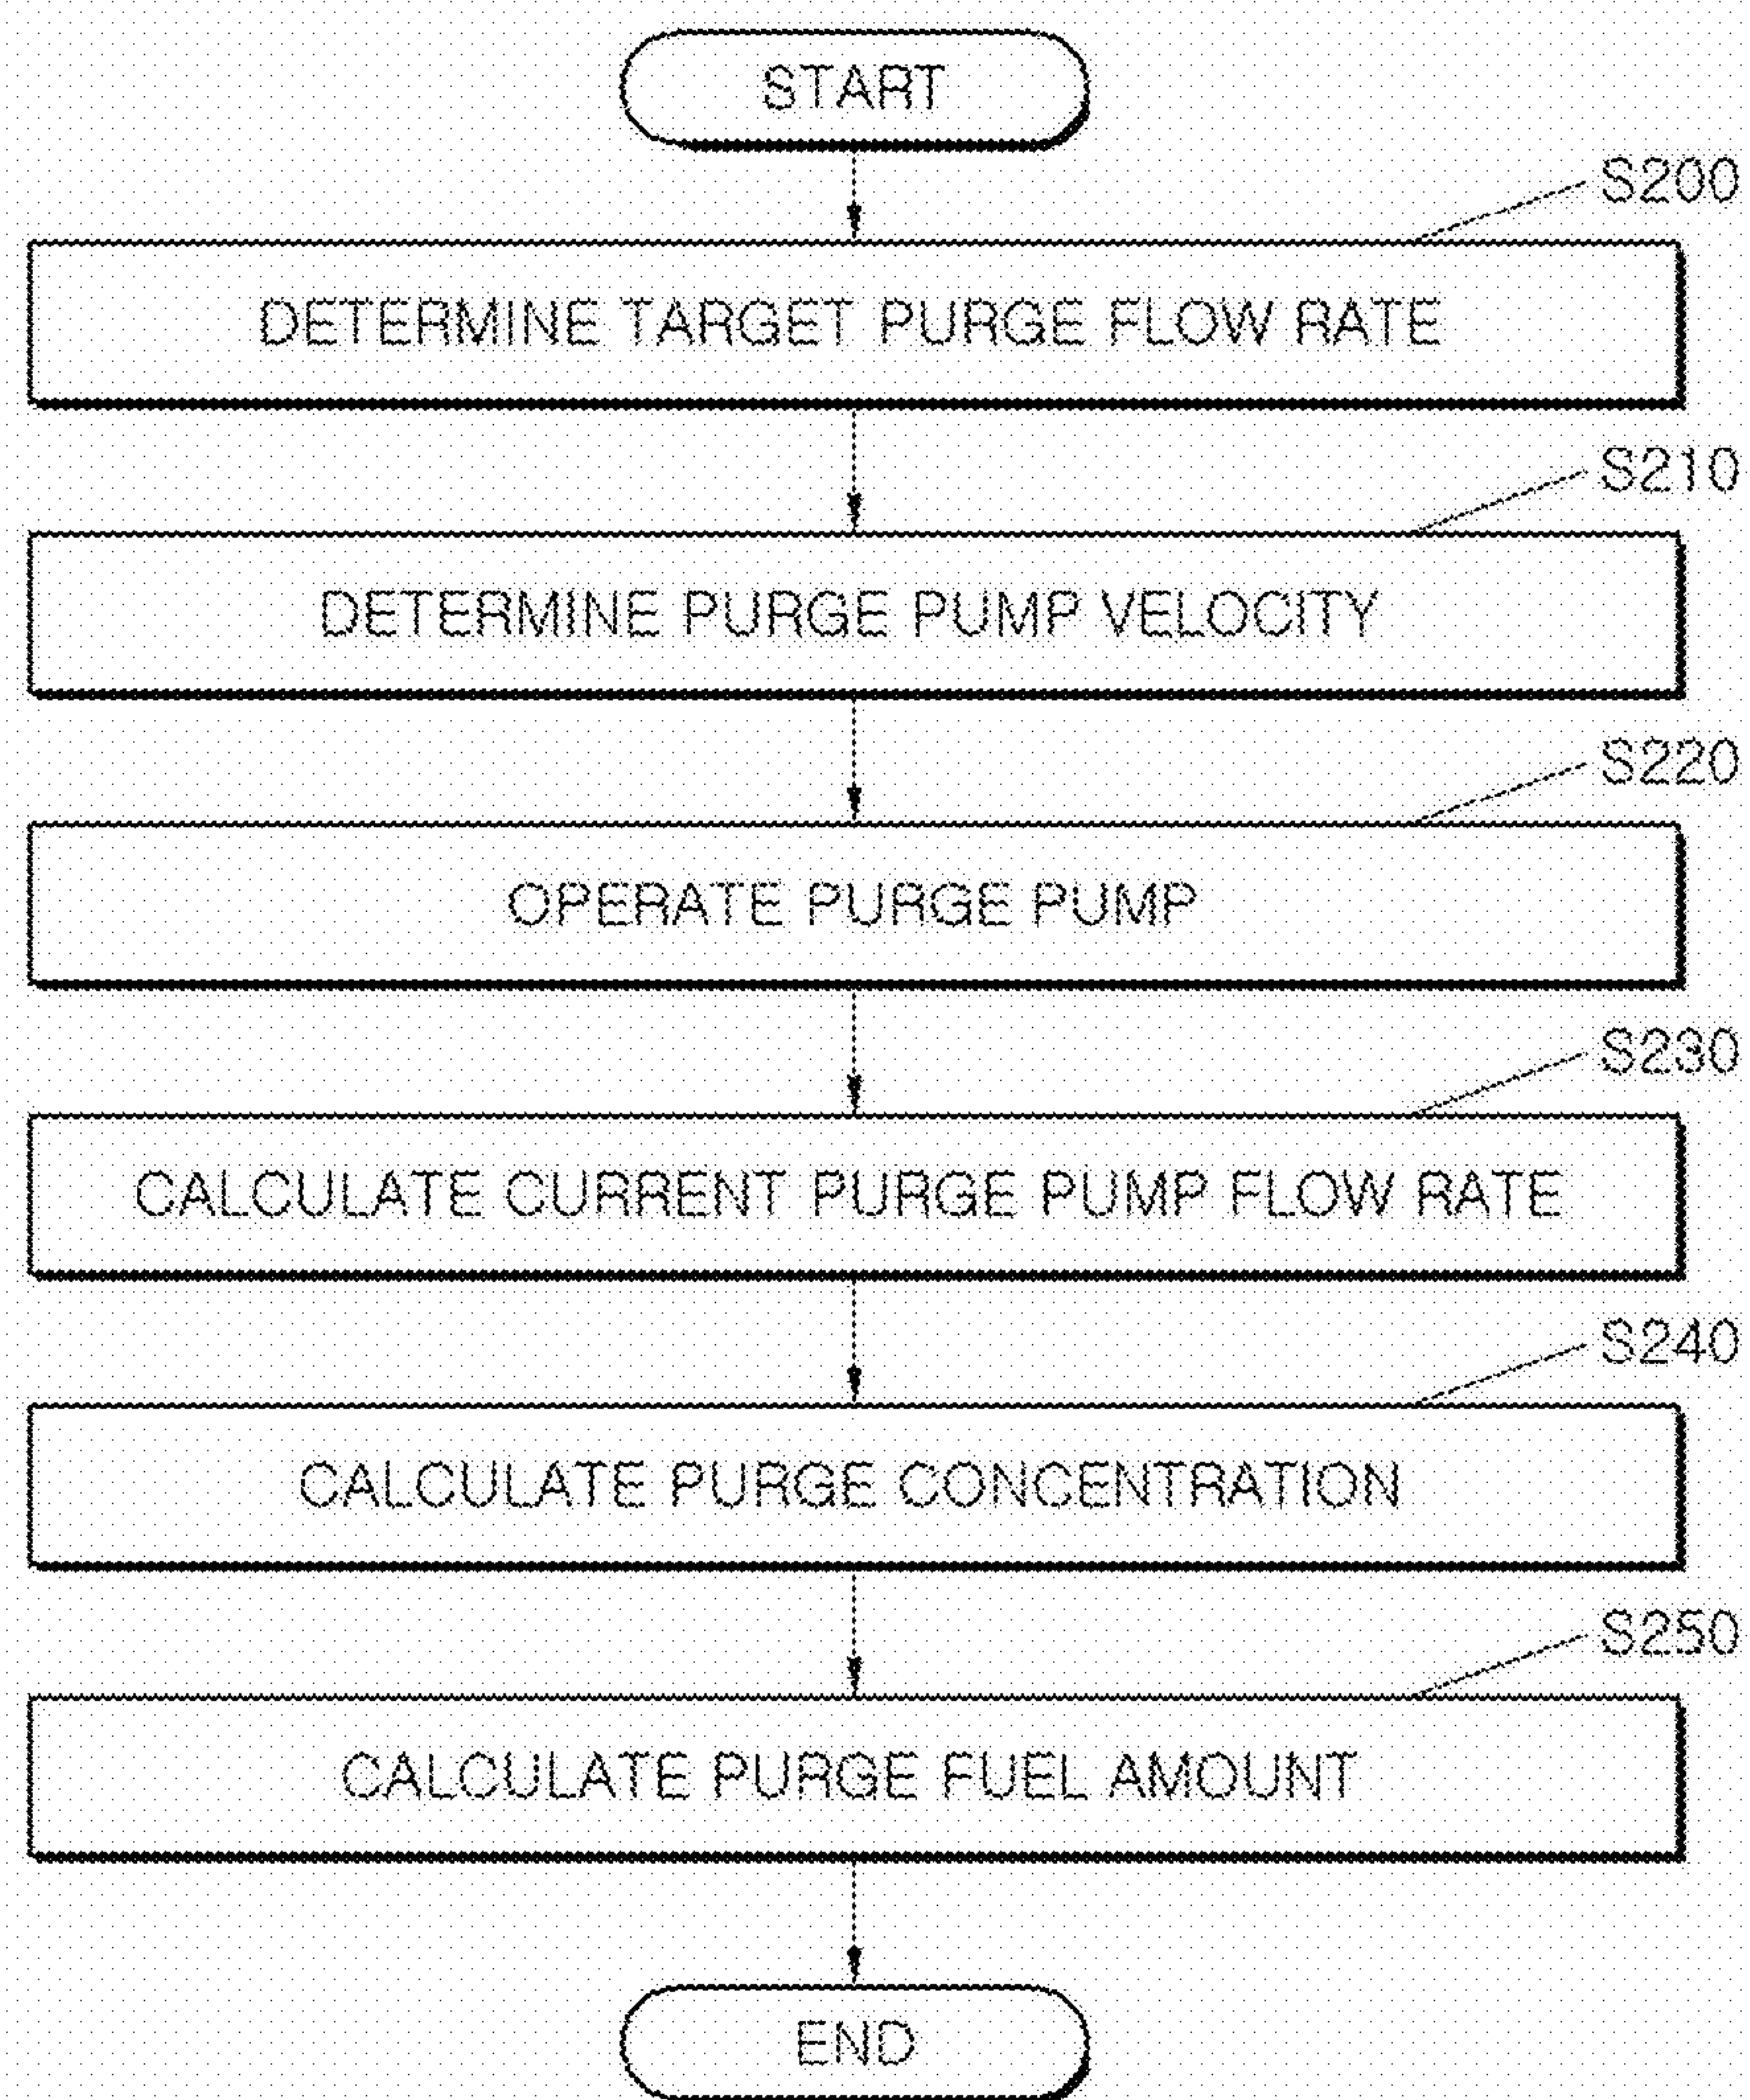 START
S200
DETERMINE TARGET PURGE FLOW RATE
S210
DETERMINE PURGE PUMP VELOCITY
S220
OPERATE PURGE PUMP
S230
CALCULATE CURRENT PURGE PUMP FLOW RATE
S240
CALCULATE PURGE CONCENTRATION
S250
CALCULATE PURGE FUEL AMOUNT
END